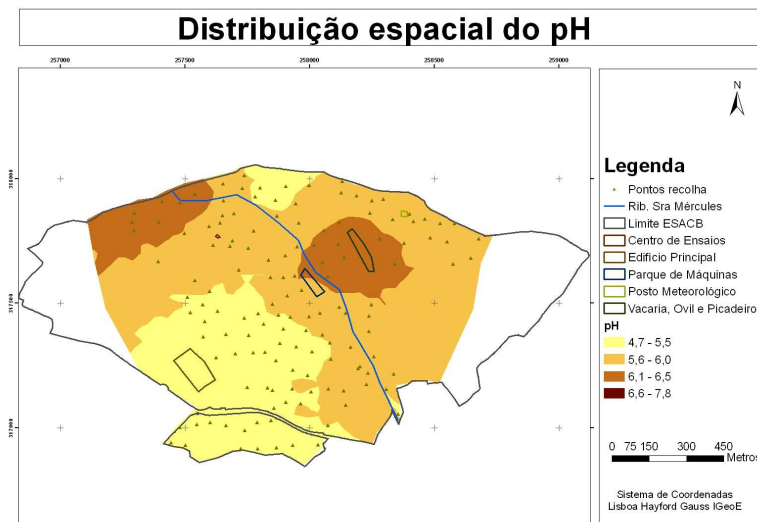 Distribuição espacial do pH
257000 257500 258000 258500 259000
318000
317500
317000
N
Legenda
Pontos recolha
Rib. Sra Mércules
Limite ESACB
Centro de Ensaios
Edifício Principal
Parque de Máquinas
Posto Meteorológico
Vacaria, Ovil e Picadeiro
pH
4,7 - 5,5
5,6 - 6,0
6,1 - 6,5
6,6 - 7,8
0 75 150 300 450
Metros
Sistema de Coordenadas
Lisboa Hayford Gauss IGeoE